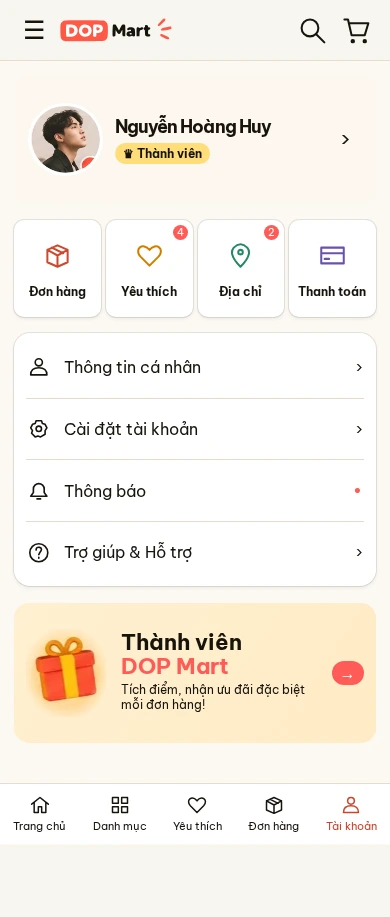 DOP Mart
Nguyễn Hoàng Huy
Thành viên
4
2
Đơn hàng
Yêu thích
Địa chỉ
Thanh toán
Thông tin cá nhân
Cài đặt tài khoản
Thông báo
Trợ giúp & Hỗ trợ
Thành viên
DOP Mart
Tích điểm, nhận ưu đãi đặc biệt
mỗi đơn hàng!
Trang chủ
Danh mục
Yêu thích
Đơn hàng
Tài khoản